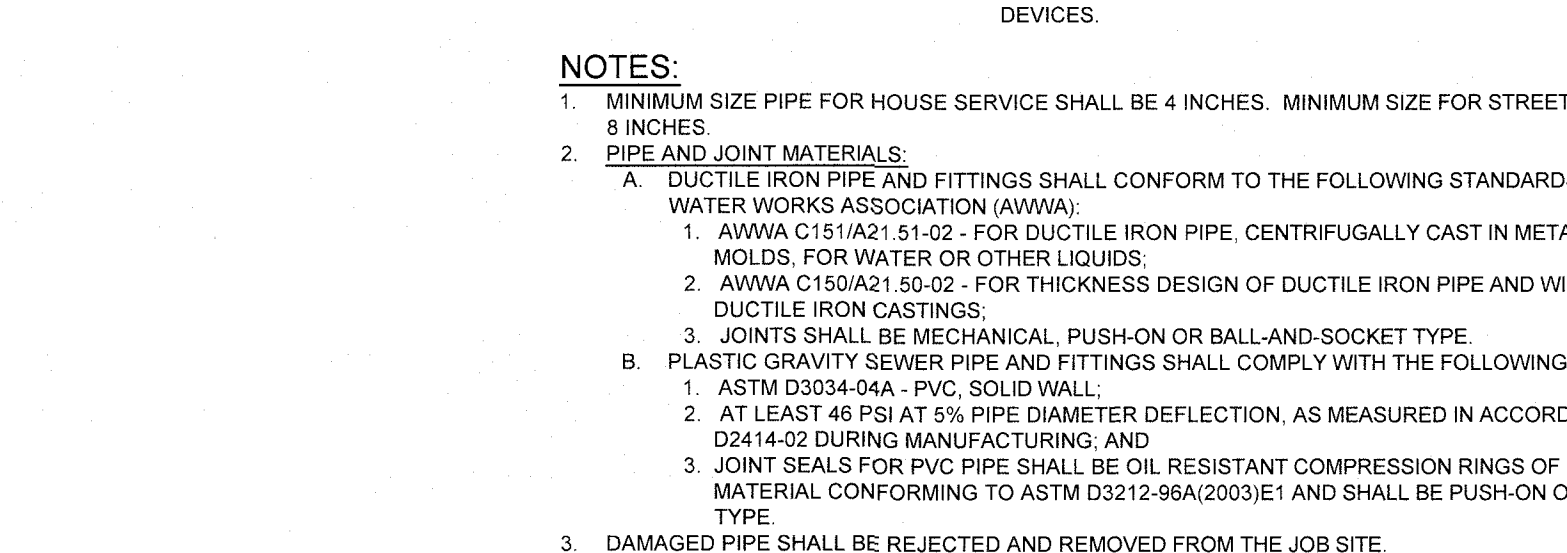 DEVICES.
NOTES:
1. MINIMUM SIZE PIPE FOR HOUSE SERVICE SHALL BE 4 INCHES. MINIMUM SIZE FOR STREET
8 INCHES.
2. PIPE AND JOINT MATERIALS:
A. DUCTILE IRON PIPE AND FITTINGS SHALL CONFORM TO THE FOLLOWING STANDARD
WATER WORKS ASSOCIATION (AWWA):
1. AWWA C151/A21.51-02 - FOR DUCTILE IRON PIPE, CENTRIFUGALLY CAST IN META
MOLDS, FOR WATER OR OTHER LIQUIDS;
2. AWWA C150/A21.50-02 - FOR THICKNESS DESIGN OF DUCTILE IRON PIPE AND WI
DUCTILE IRON CASTINGS;
3. JOINTS SHALL BE MECHANICAL, PUSH-ON OR BALL-AND-SOCKET TYPE.
B. PLASTIC GRAVITY SEWER PIPE AND FITTINGS SHALL COMPLY WITH THE FOLLOWING
1. ASTM D3034-04A - PVC, SOLID WALL;
2. AT LEAST 46 PSI AT 5% PIPE DIAMETER DEFLECTION, AS MEASURED IN ACCORD
D2414-02 DURING MANUFACTURING; AND
3. JOINT SEALS FOR PVC PIPE SHALL BE OIL RESISTANT COMPRESSION RINGS OF
MATERIAL CONFORMING TO ASTM D3212-96A(2003)E1 AND SHALL BE PUSH-ON O
TYPE.
3. DAMAGED PIPE SHALL BE REJECTED AND REMOVED FROM THE JOB SITE.